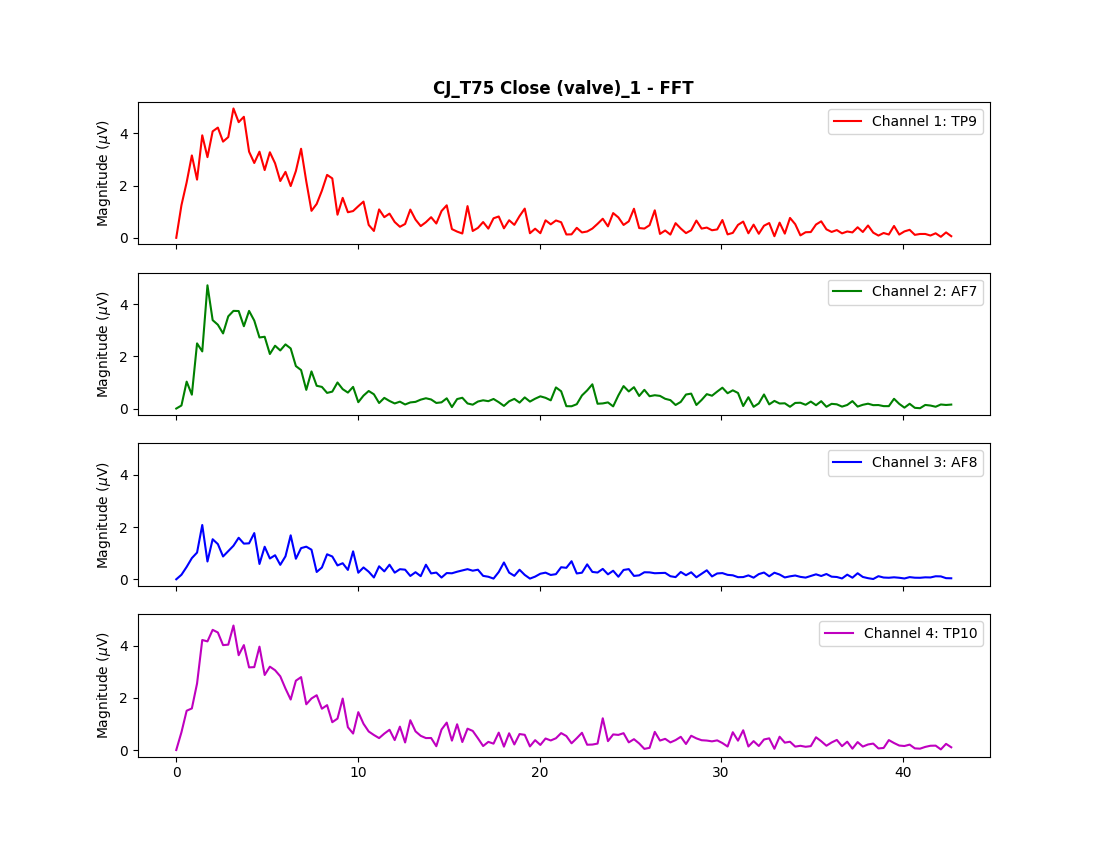 CJ_T75 Close (valve)_1 - FFT
Magnitude (μV)
4
2
0
Channel 1: TP9
Magnitude (μV)
4
2
0
Channel 2: AF7
Magnitude (μV)
4
2
0
Channel 3: AF8
Magnitude (μV)
4
2
0
Channel 4: TP10
0 10 20 30 40